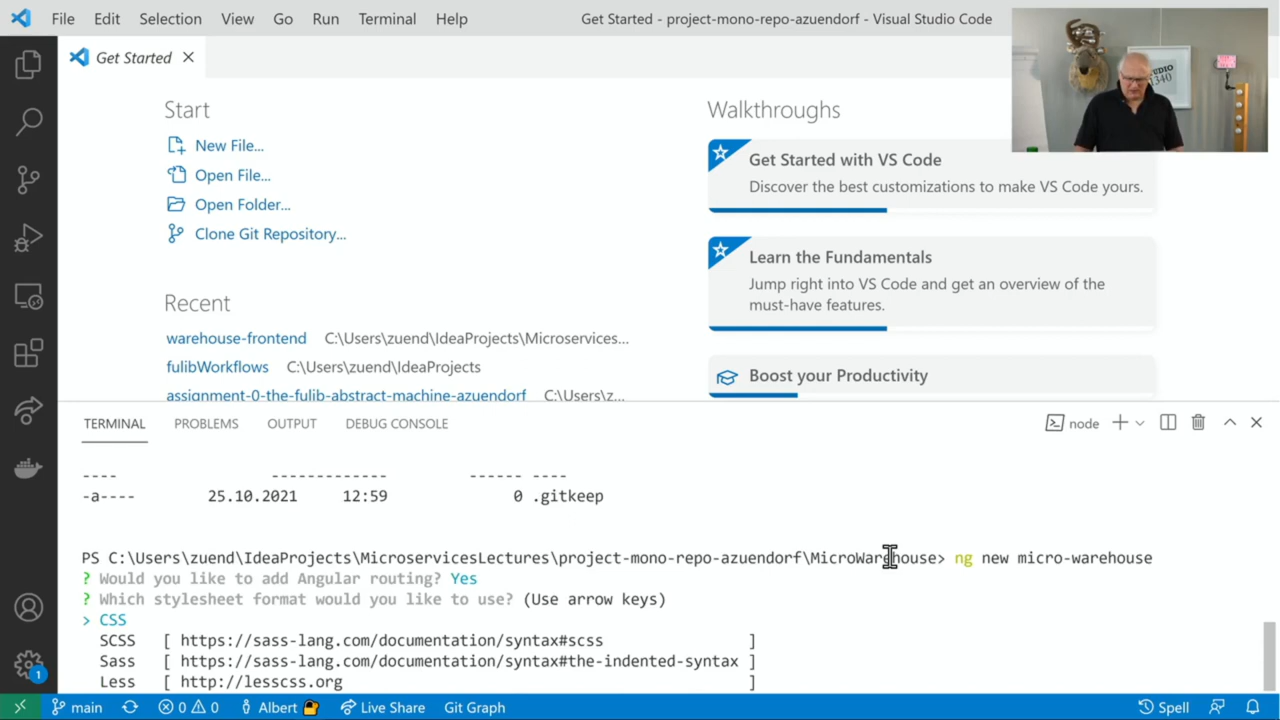 File Edit Selection View Go Run Terminal Help Get Started - project-mono-repo-azuendorf - Visual Studio Code
Get Started
Start
New File...
Open File...
Open Folder...
Clone Git Repository...
Recent
warehouse-frontend C:\Users\zuend\IdeaProjects\Microservices...
fulibWorkflows C:\Users\zuend\IdeaProjects
assignment-0-the-fulib-abstract-machine-azuendorf C:\Users\z...
Walkthroughs
Get Started with VS Code
Discover the best customizations to make VS Code yours.
Learn the Fundamentals
Jump right into VS Code and get an overview of the
must-have features.
Boost your Productivity
STUDIO
1340
TERMINAL PROBLEMS OUTPUT DEBUG CONSOLE node
---- ------------- ------ ----
-a---- 25.10.2021 12:59 0 .gitkeep
PS C:\Users\zuend\IdeaProjects\MicroservicesLectures\project-mono-repo-azuendorf\MicroWarehouse> ng new micro-warehouse
? Would you like to add Angular routing? Yes
? Which stylesheet format would you like to use? (Use arrow keys)
> CSS
SCSS [ https://sass-lang.com/documentation/syntax#scss ]
Sass [ https://sass-lang.com/documentation/syntax#the-indented-syntax ]
Less [ http://lesscss.org ]
1
main 0 0 Albert Live Share Git Graph Spell